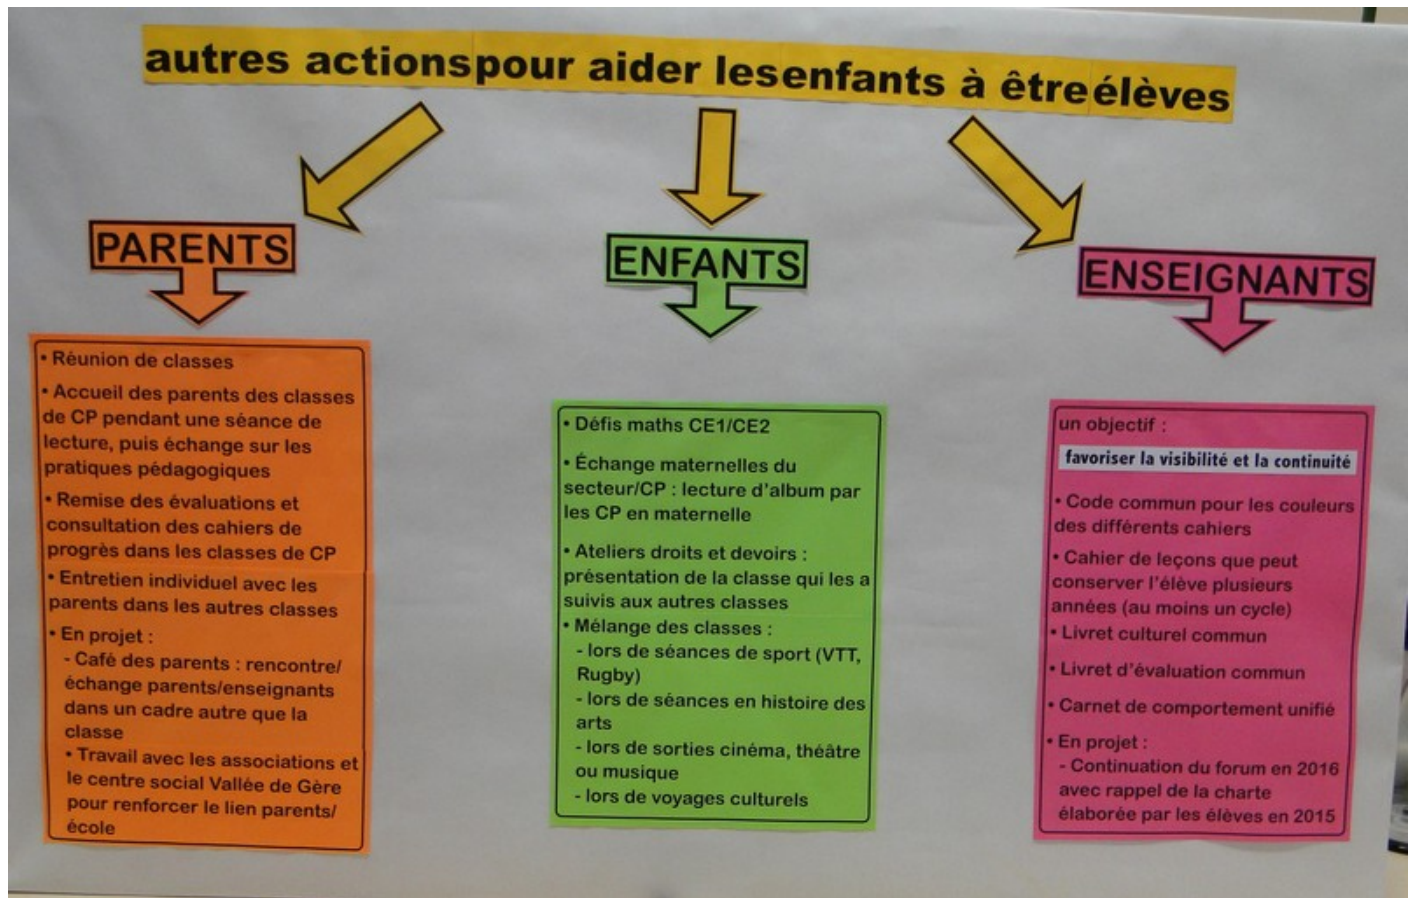 autres actions pour aider les enfants à être élèves
PARENTS
• Réunion de classes
• Accueil des parents des classes
de CP pendant une séance de
lecture, puis échange sur les
pratiques pédagogiques
• Remise des évaluations et
consultation des cahiers de
progrès dans les classes de CP
• Entretien individuel avec les
parents dans les autres classes
• En projet :
- Café des parents : rencontre/
échange parents/enseignants
dans un cadre autre que la
classe
• Travail avec les associations et
le centre social Vallée de Gère
pour renforcer le lien parents/
école
ENFANTS
• Défis maths CE1/CE2
• Échange maternelles du
secteur/CP : lecture d'album par
les CP en maternelle
• Ateliers droits et devoirs :
présentation de la classe qui les a
suivis aux autres classes
• Mélange des classes :
- lors de séances de sport (VTT,
Rugby)
- lors de séances en histoire des
arts
- lors de sorties cinéma, théâtre
ou musique
- lors de voyages culturels
ENSEIGNANTS
un objectif :
favoriser la visibilité et la continuité
• Code commun pour les couleurs
des différents cahiers
• Cahier de leçons que peut
conserver l'élève plusieurs
années (au moins un cycle)
• Livret culturel commun
• Livret d'évaluation commun
• Carnet de comportement unifié
• En projet :
- Continuation du forum en 2016
avec rappel de la charte
élaborée par les élèves en 2015